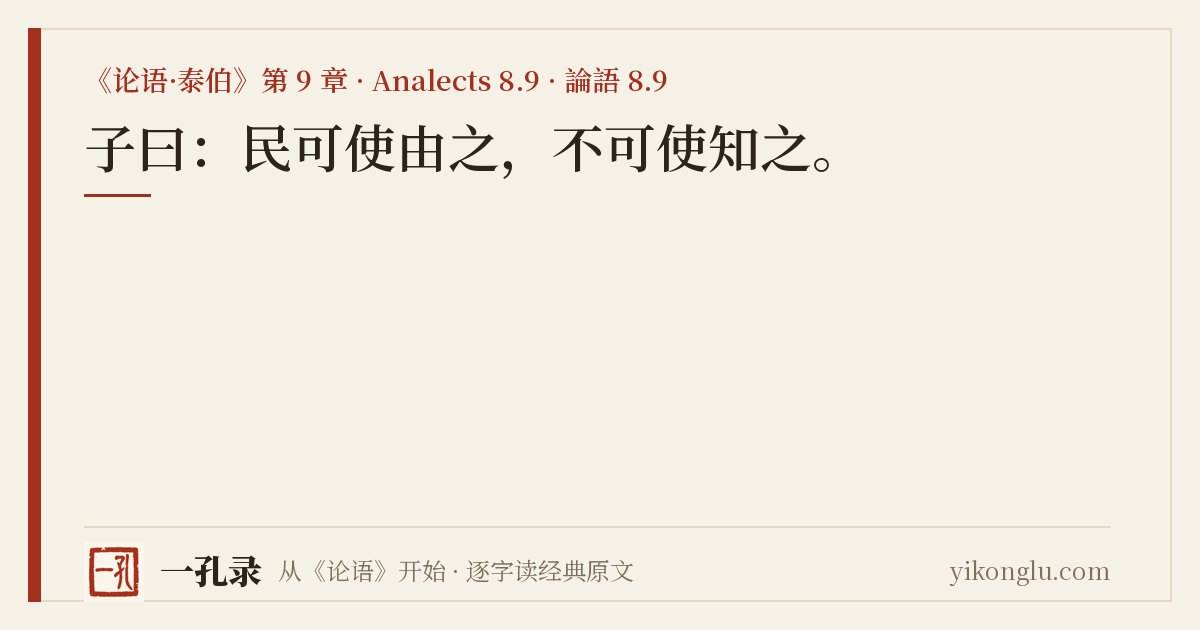 《论语·泰伯》第 9 章 · Analects 8.9 · 論語 8.9
子曰：民可使由之，不可使知之。
一孔
一孔录 从《论语》开始 · 逐字读经典原文 yikonglu.com